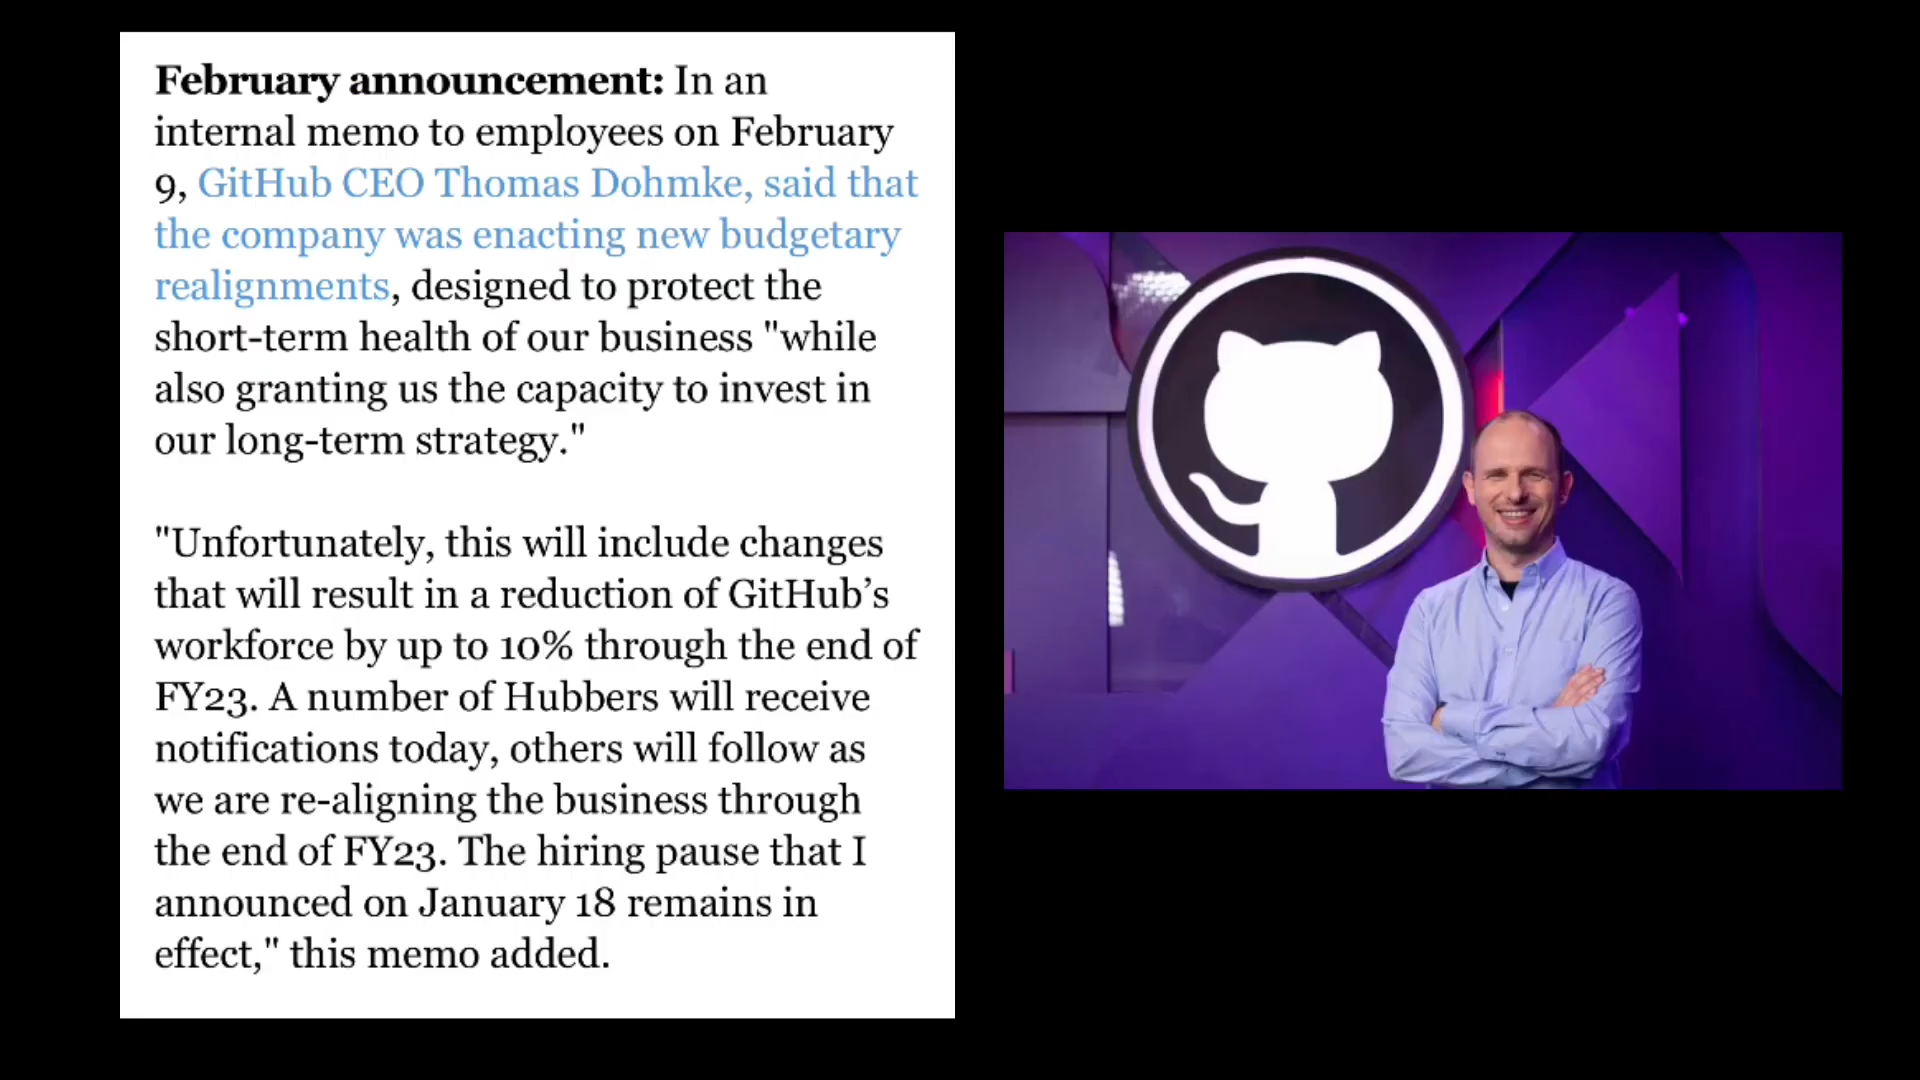 February announcement: In an
internal memo to employees on February
9, GitHub CEO Thomas Dohmke, said that
the company was enacting new budgetary
realignments, designed to protect the
short-term health of our business "while
also granting us the capacity to invest in
our long-term strategy."
"Unfortunately, this will include changes
that will result in a reduction of GitHub’s
workforce by up to 10% through the end of
FY23. A number of Hubbers will receive
notifications today, others will follow as
we are re-aligning the business through
the end of FY23. The hiring pause that I
announced on January 18 remains in
effect," this memo added.